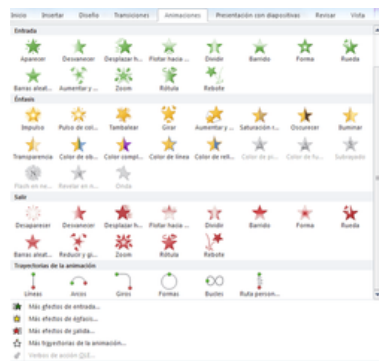 Inicio Insertar Diseño Transiciones Animaciones Presentación con diapositivas Revisar Vista
Entrada
Aparecer Desvanecer Desplazar h... Flotar hacia ... Dividir Barrido Forma Rueda
Barras aleat... Aumentar y ... Zoom Rótula Rebote
Énfasis
Impulso Pulso de col... Tambalear Girar Aumentar y ... Saturación r... Oscurecer Iluminar
Transparencia Color de ob... Color compl... Color de línea Color de rell... Color de pi... Color de fu... Subrayado
Flash en ne... Revelar en n... Onda
Salir
Desaparecer Desvanecer Desplazar h... Flotar hacia ... Dividir Barrido Forma Rueda
Barras aleat... Reducir y gi... Zoom Rótula Rebote
Trayectorias de la animación
Líneas Arcos Giros Formas Bucles Ruta person...
Más efectos de entrada...
Más efectos de énfasis...
Más efectos de salida...
Más trayectorias de la animación...
Verbos de acción OLE...